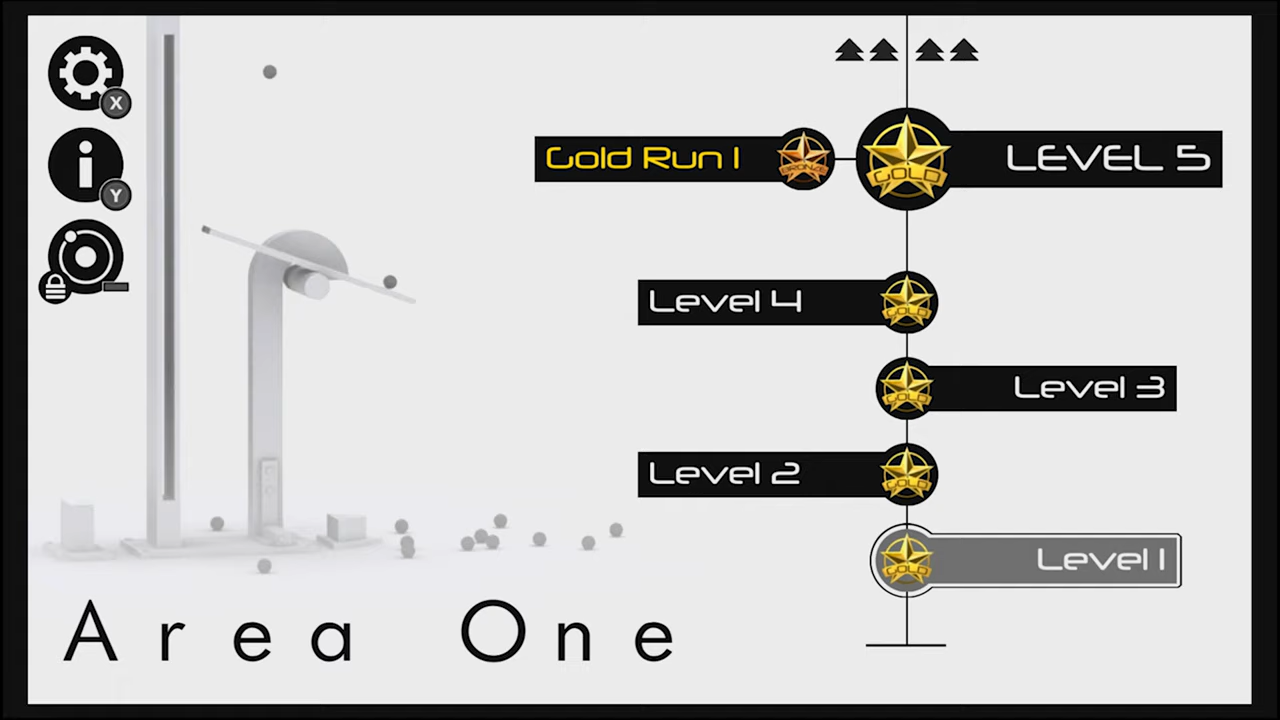 X
Y
Gold Run 1
BRONZE
GOLD
LEVEL 5
Level 4
GOLD
GOLD
Level 3
Level 2
GOLD
GOLD
Level 1
Area One